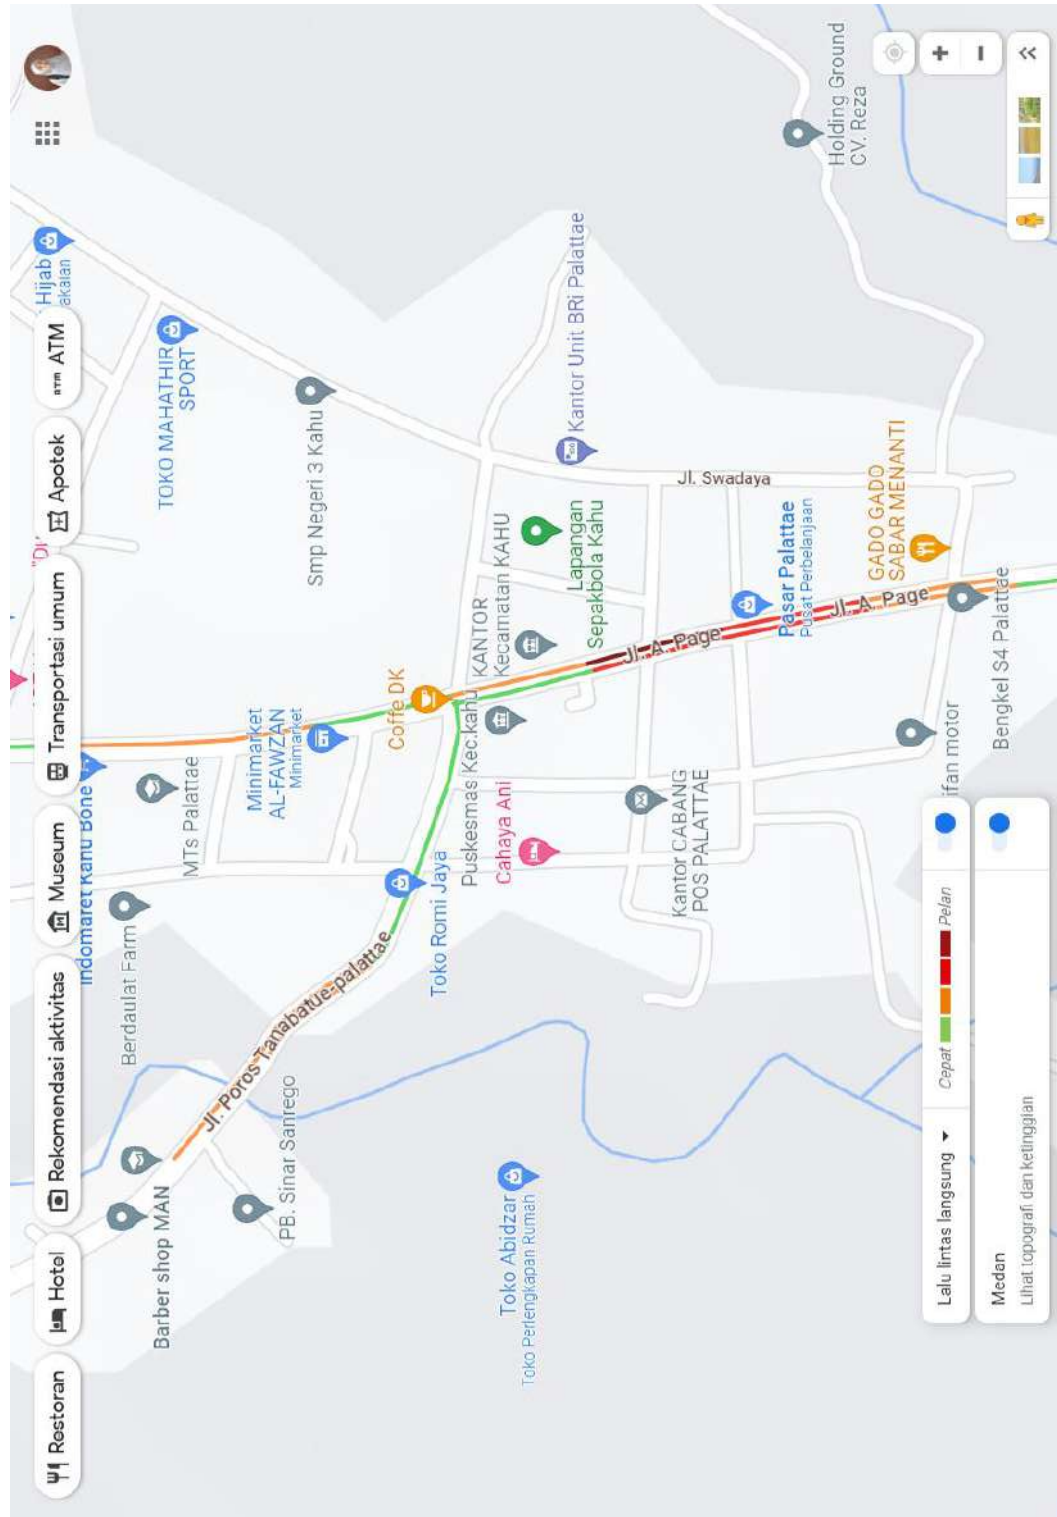 Restoran
Hotel
Rekomendasi aktivitas
Museum
Transportasi umum
Apotek
ATM
Hijab
akaian
TOKO MAHATHIR
SPORT
Smp Negeri 3 Kahu
Barber shop MAN
PB. Sinar Sanrego
Jl. Poros Tanabatue-palattae
Berdaulat Farm
MTs Palattae
Minimarket
AL-FAWZAN
Minimarket
Coffe DK
Toko Romi Jaya
Puskesmas Kec.kahu
Cahaya Ani
KANTOR
Kecamatan KAHU
Lapangan
Sepakbola Kahu
Kantor Unit BRi Palattae
Toko Abidzar
Toko Perlengkapan Rumah
Kantor CABANG
POS PALATTAE
Jl. A. Page
Jl. Swadaya
Pasar Palattae
Pusat Perbelanjaan
Jl. A. Page
GADO GADO
SABAR MENANTI
Holding Ground
CV. Reza
ifan motor
Bengkel S4 Palattae
Lalu lintas langsung
Cepat
Pelan
Medan
Lihat topografi dan ketinggian